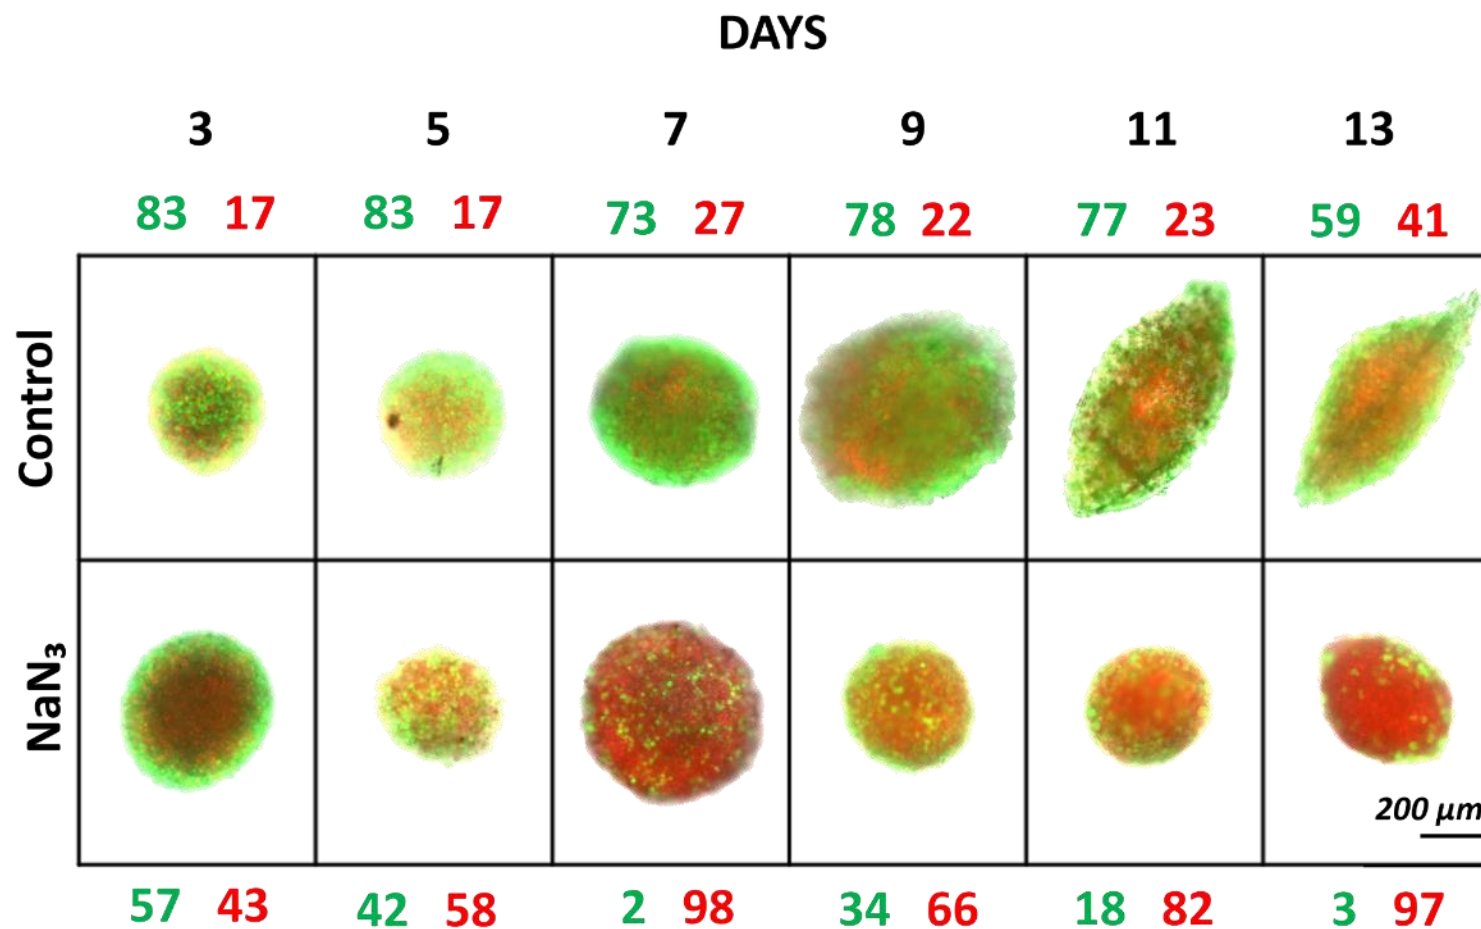 DAYS
3 5 7 9 11 13
83 17 83 17 73 27 78 22 77 23 59 41
Control
NaN₃
200 µm
57 43 42 58 2 98 34 66 18 82 3 97